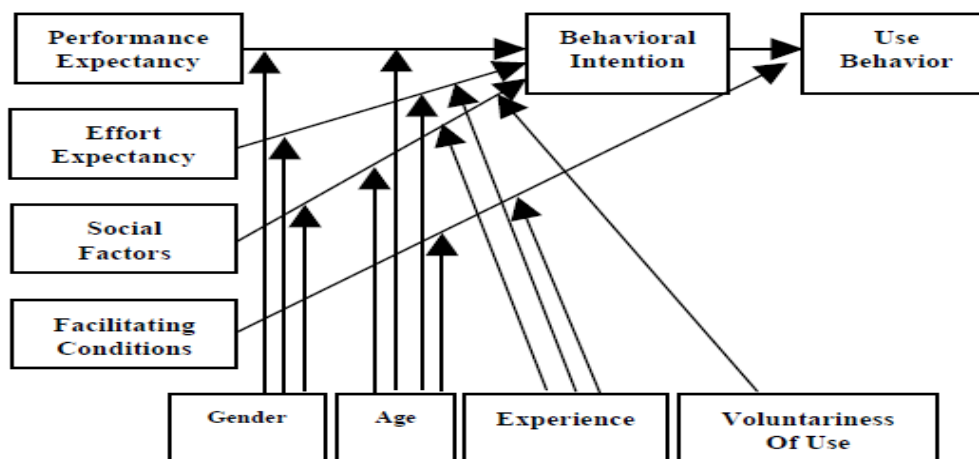 Performance
Expectancy
Behavioral
Intention
Use
Behavior
Effort
Expectancy
Social
Factors
Facilitating
Conditions
Gender
Age
Experience
Voluntariness
Of Use